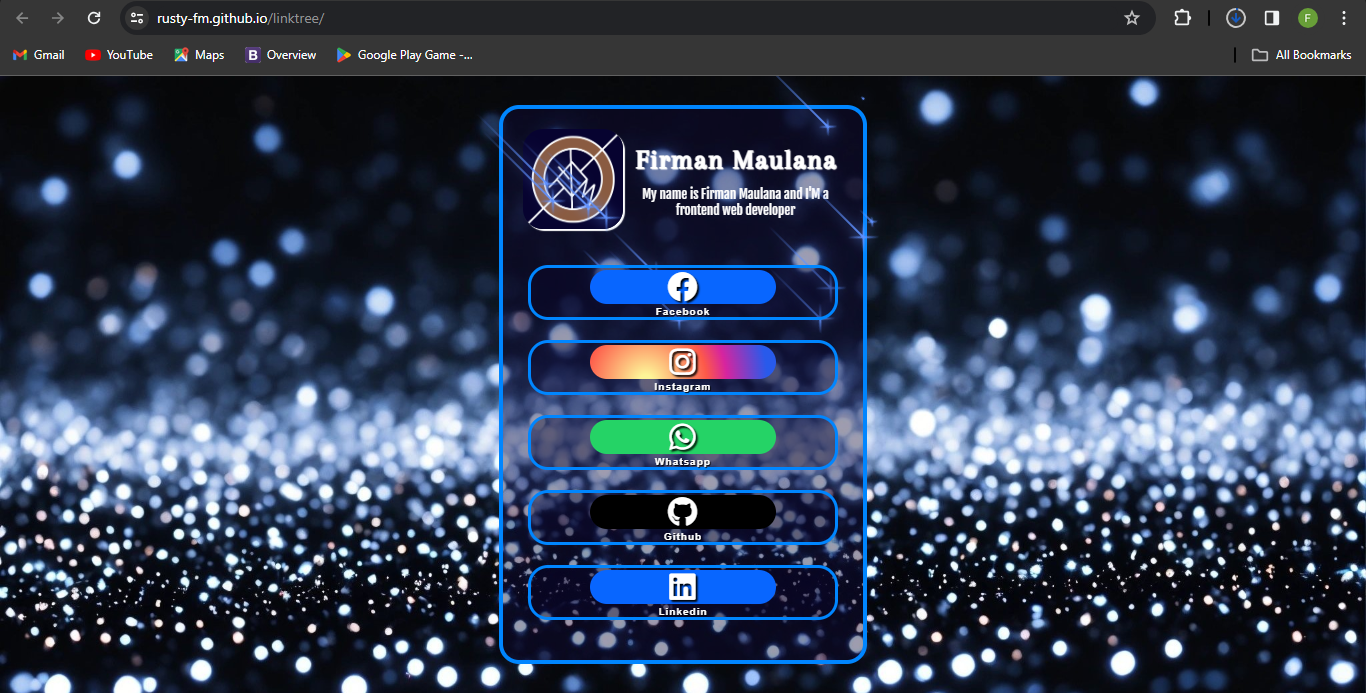 rusty-fm.github.io/linktree/
F
Gmail YouTube Maps B Overview Google Play Game -... All Bookmarks
Firman Maulana
My name is Firman Maulana and I'M a
frontend web developer
Facebook
Instagram
Whatsapp
Github
in
Linkedin